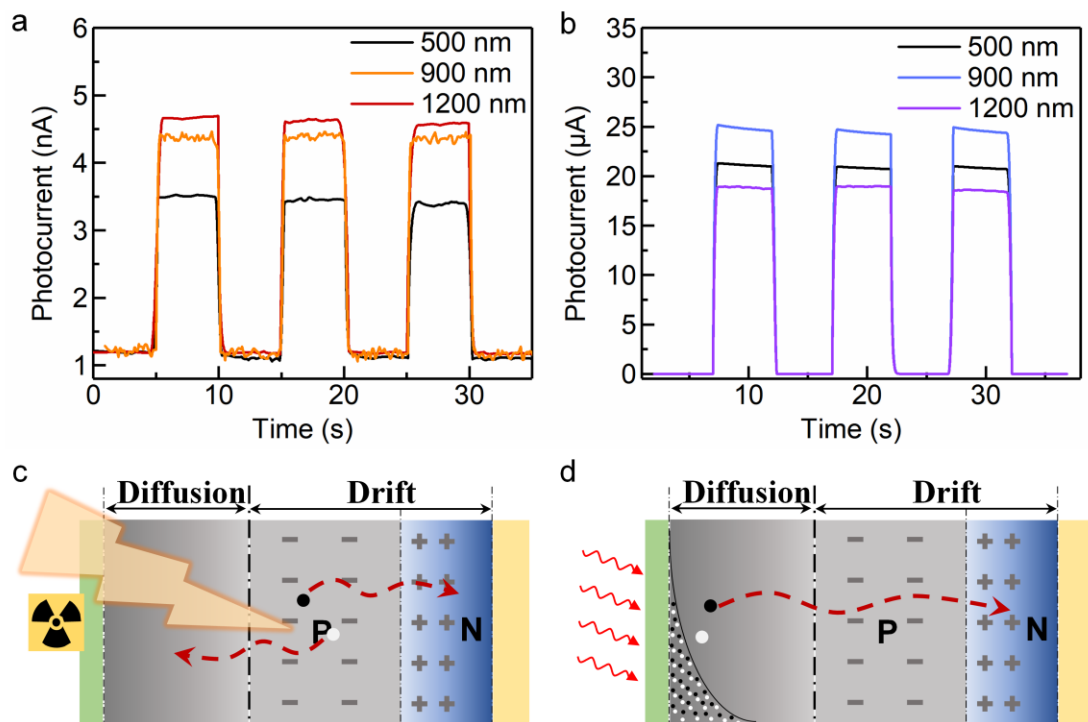 a
6
5
4
3
2
1
Photocurrent (nA)
500 nm
900 nm
1200 nm
0
10
20
30
Time (s)
b
35
30
25
20
15
10
5
0
Photocurrent (µA)
500 nm
900 nm
1200 nm
10
20
30
Time (s)
c
Diffusion
Drift
P
N
d
Diffusion
Drift
P
N